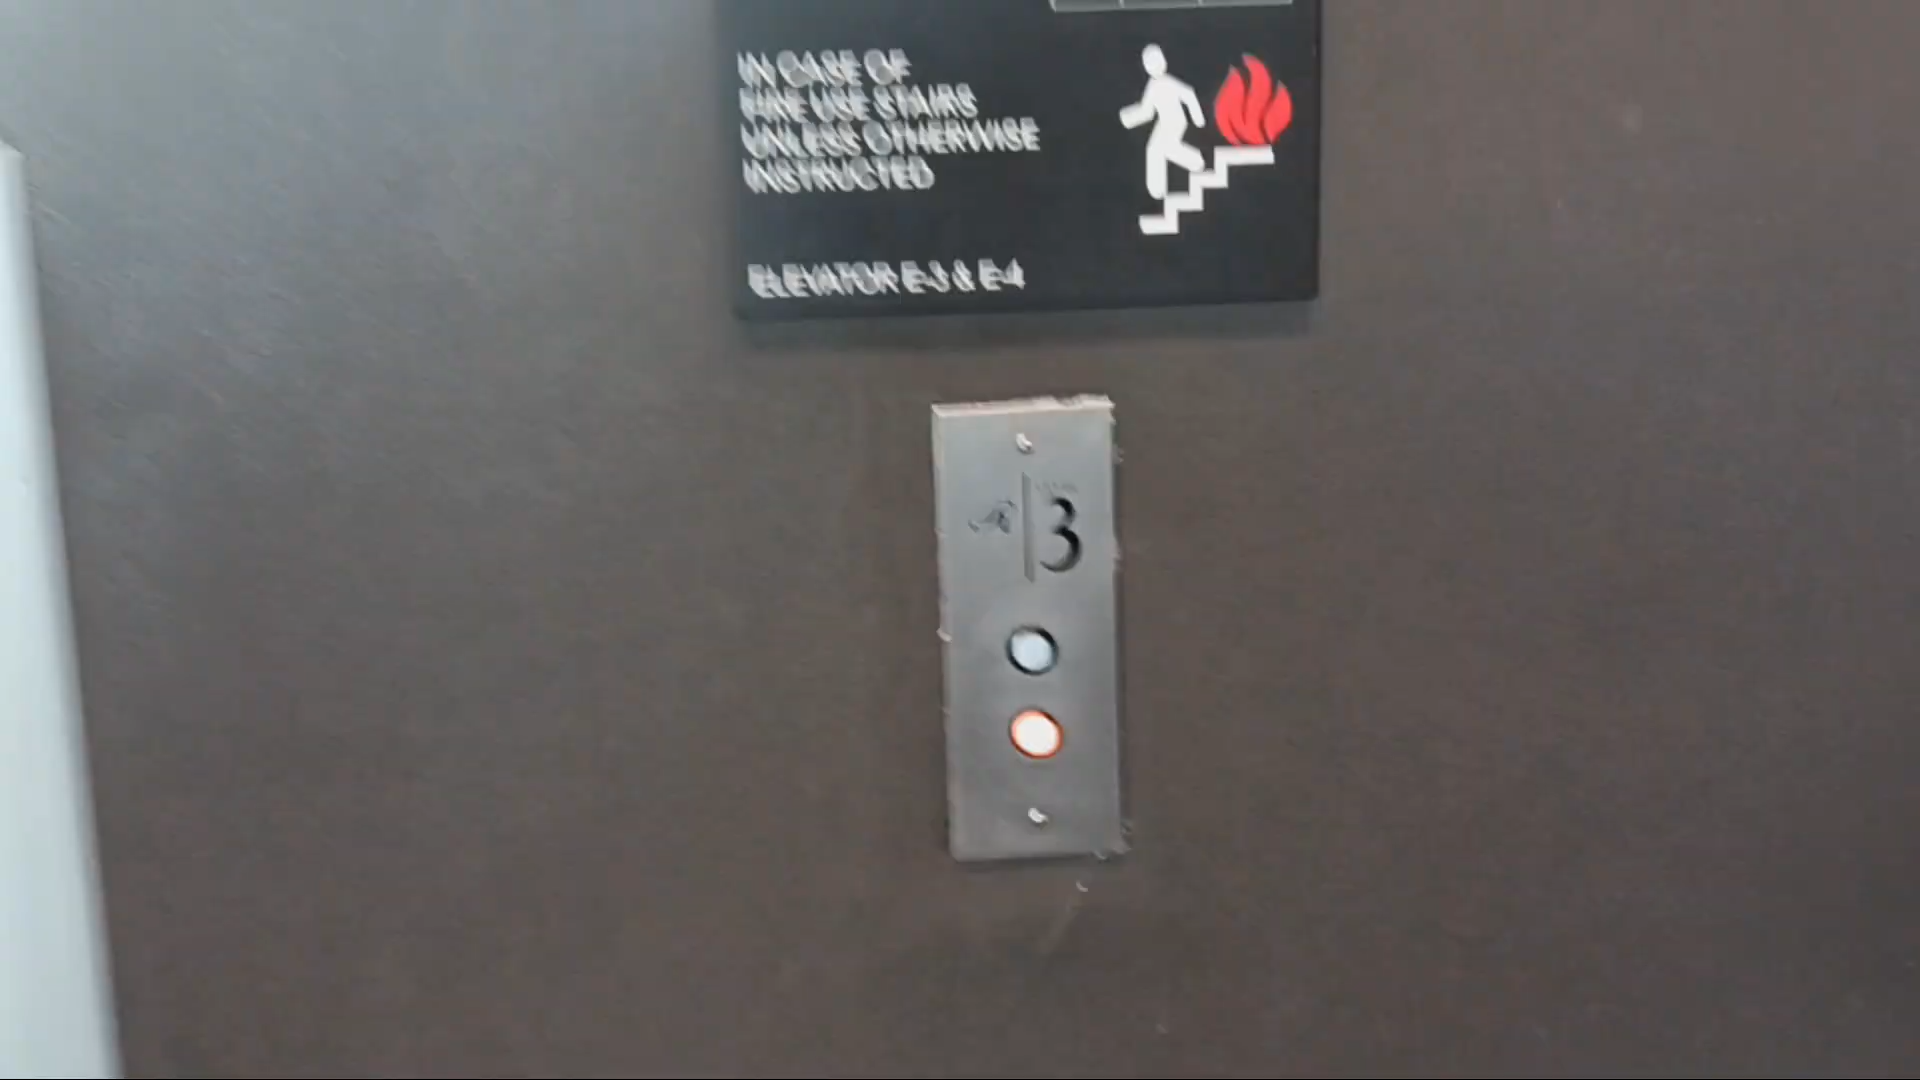 IN CASE OF
FIRE USE STAIRS
UNLESS OTHERWISE
INSTRUCTED
ELEVATOR E-3 & E-4
3